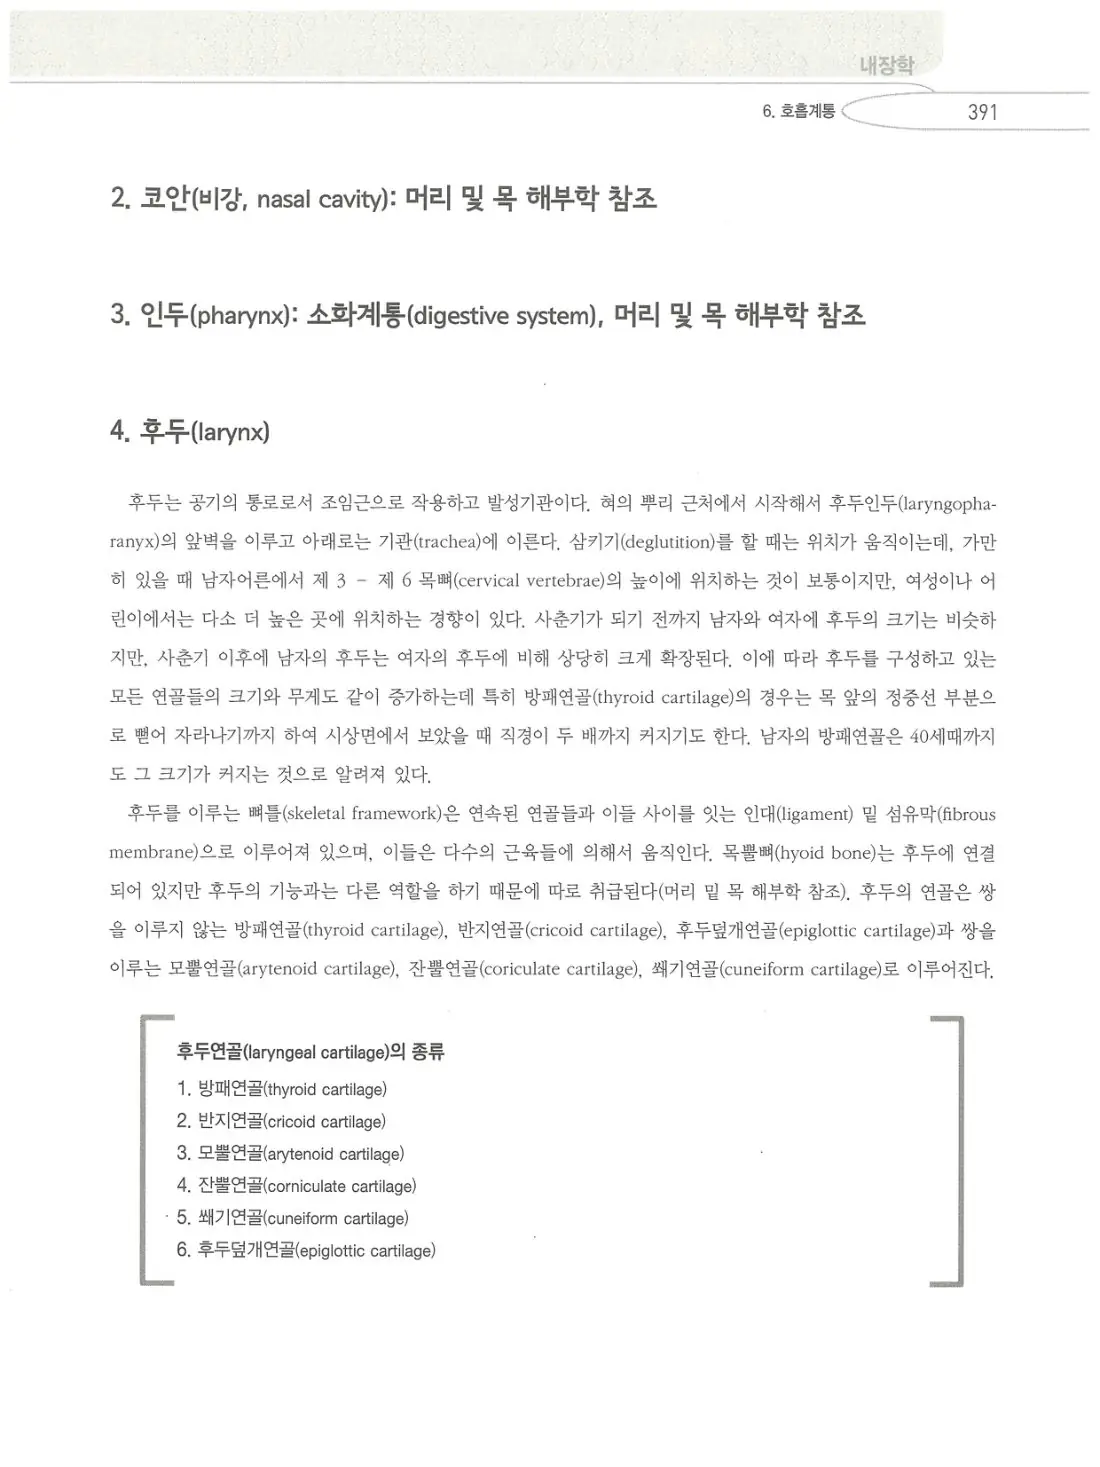 내장학
6. 호흡계통
391
2. 코안(비강, nasal cavity): 머리 및 목 해부학 참조
3. 인두(pharynx): 소화계통(digestive system), 머리 및 목 해부학 참조
4. 후두(larynx)
후두는 공기의 통로로서 조임근으로 작용하고 발성기관이다. 혀의 뿌리 근처에서 시작해서 후두인두(laryngopha-
ranyx)의 앞벽을 이루고 아래로는 기관(trachea)에 이른다. 삼키기(deglutition)를 할 때는 위치가 움직이는데, 가만
히 있을 때 남자어른에서 제 3 - 제 6 목뼈(cervical vertebrae)의 높이에 위치하는 것이 보통이지만, 여성이나 어
린이에서는 다소 더 높은 곳에 위치하는 경향이 있다. 사춘기가 되기 전까지 남자와 여자에 후두의 크기는 비슷하
지만, 사춘기 이후에 남자의 후두는 여자의 후두에 비해 상당히 크게 확장된다. 이에 따라 후두를 구성하고 있는
모든 연골들의 크기와 무게도 같이 증가하는데 특히 방패연골(thyroid cartilage)의 경우는 목 앞의 정중선 부분으
로 뻗어 자라나기까지 하여 시상면에서 보았을 때 직경이 두 배까지 커지기도 한다. 남자의 방패연골은 40세때까지
도 그 크기가 커지는 것으로 알려져 있다.
후두를 이루는 뼈틀(skeletal framework)은 연속된 연골들과 이들 사이를 잇는 인대(ligament) 밑 섬유막(fibrous
membrane)으로 이루어져 있으며, 이들은 다수의 근육들에 의해서 움직인다. 목뿔뼈(hyoid bone)는 후두에 연결
되어 있지만 후두의 기능과는 다른 역할을 하기 때문에 따로 취급된다(머리 밑 목 해부학 참조). 후두의 연골은 쌍
을 이루지 않는 방패연골(thyroid cartilage), 반지연골(cricoid cartilage), 후두덮개연골(epiglottic cartilage)과 쌍을
이루는 모뿔연골(arytenoid cartilage), 잔뿔연골(coriculate cartilage), 쐐기연골(cuneiform cartilage)로 이루어진다.
후두연골(laryngeal cartilage)의 종류
1. 방패연골(thyroid cartilage)
2. 반지연골(cricoid cartilage)
3. 모뿔연골(arytenoid cartilage)
4. 잔뿔연골(corniculate cartilage)
5. 쐐기연골(cuneiform cartilage)
6. 후두덮개연골(epiglottic cartilage)